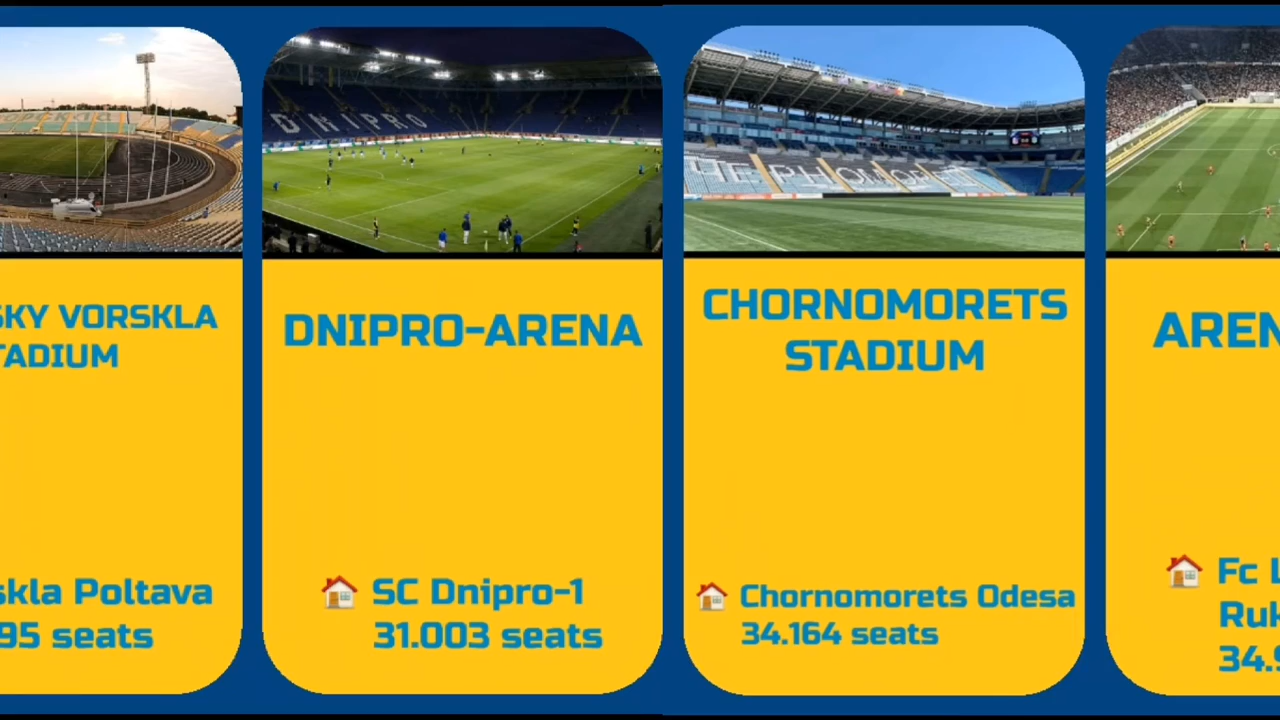 DNIPRO
SKY VORSKLA
TADIUM
skla Poltava
95 seats
DNIPRO-ARENA
SC Dnipro-1
31.003 seats
CHORNOMORETS
STADIUM
Chornomorets Odesa
34.164 seats
AREN
Fc L
Ruk
34.9